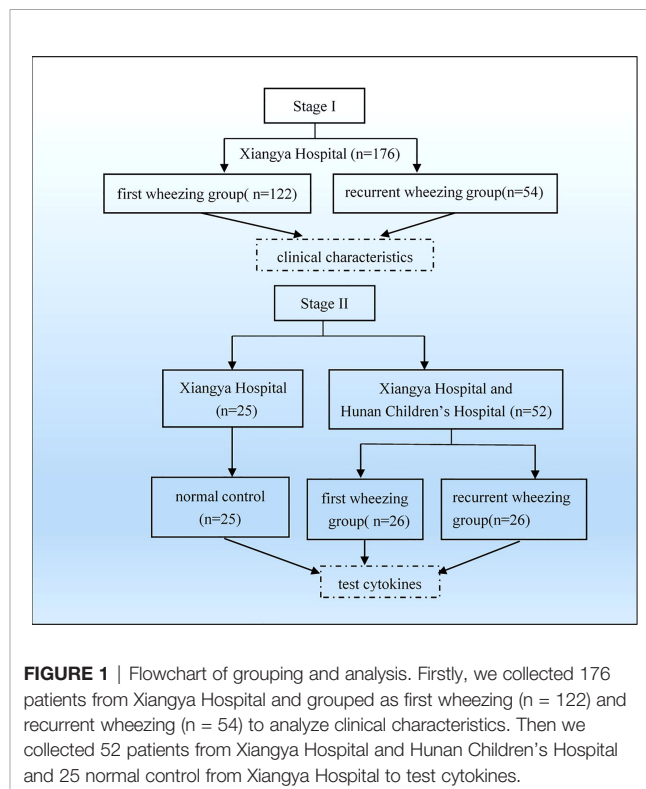 Stage I
Xiangya Hospital (n=176)
first wheezing group( n=122)
recurrent wheezing group(n=54)
clinical characteristics
Stage II
Xiangya Hospital
(n=25)
Xiangya Hospital and
Hunan Children's Hospital (n=52)
normal control
(n=25)
first wheezing
group( n=26)
recurrent wheezing
group(n=26)
test cytokines
FIGURE 1 | Flowchart of grouping and analysis. Firstly, we collected 176
patients from Xiangya Hospital and grouped as first wheezing (n = 122) and
recurrent wheezing (n = 54) to analyze clinical characteristics. Then we
collected 52 patients from Xiangya Hospital and Hunan Children's Hospital
and 25 normal control from Xiangya Hospital to test cytokines.